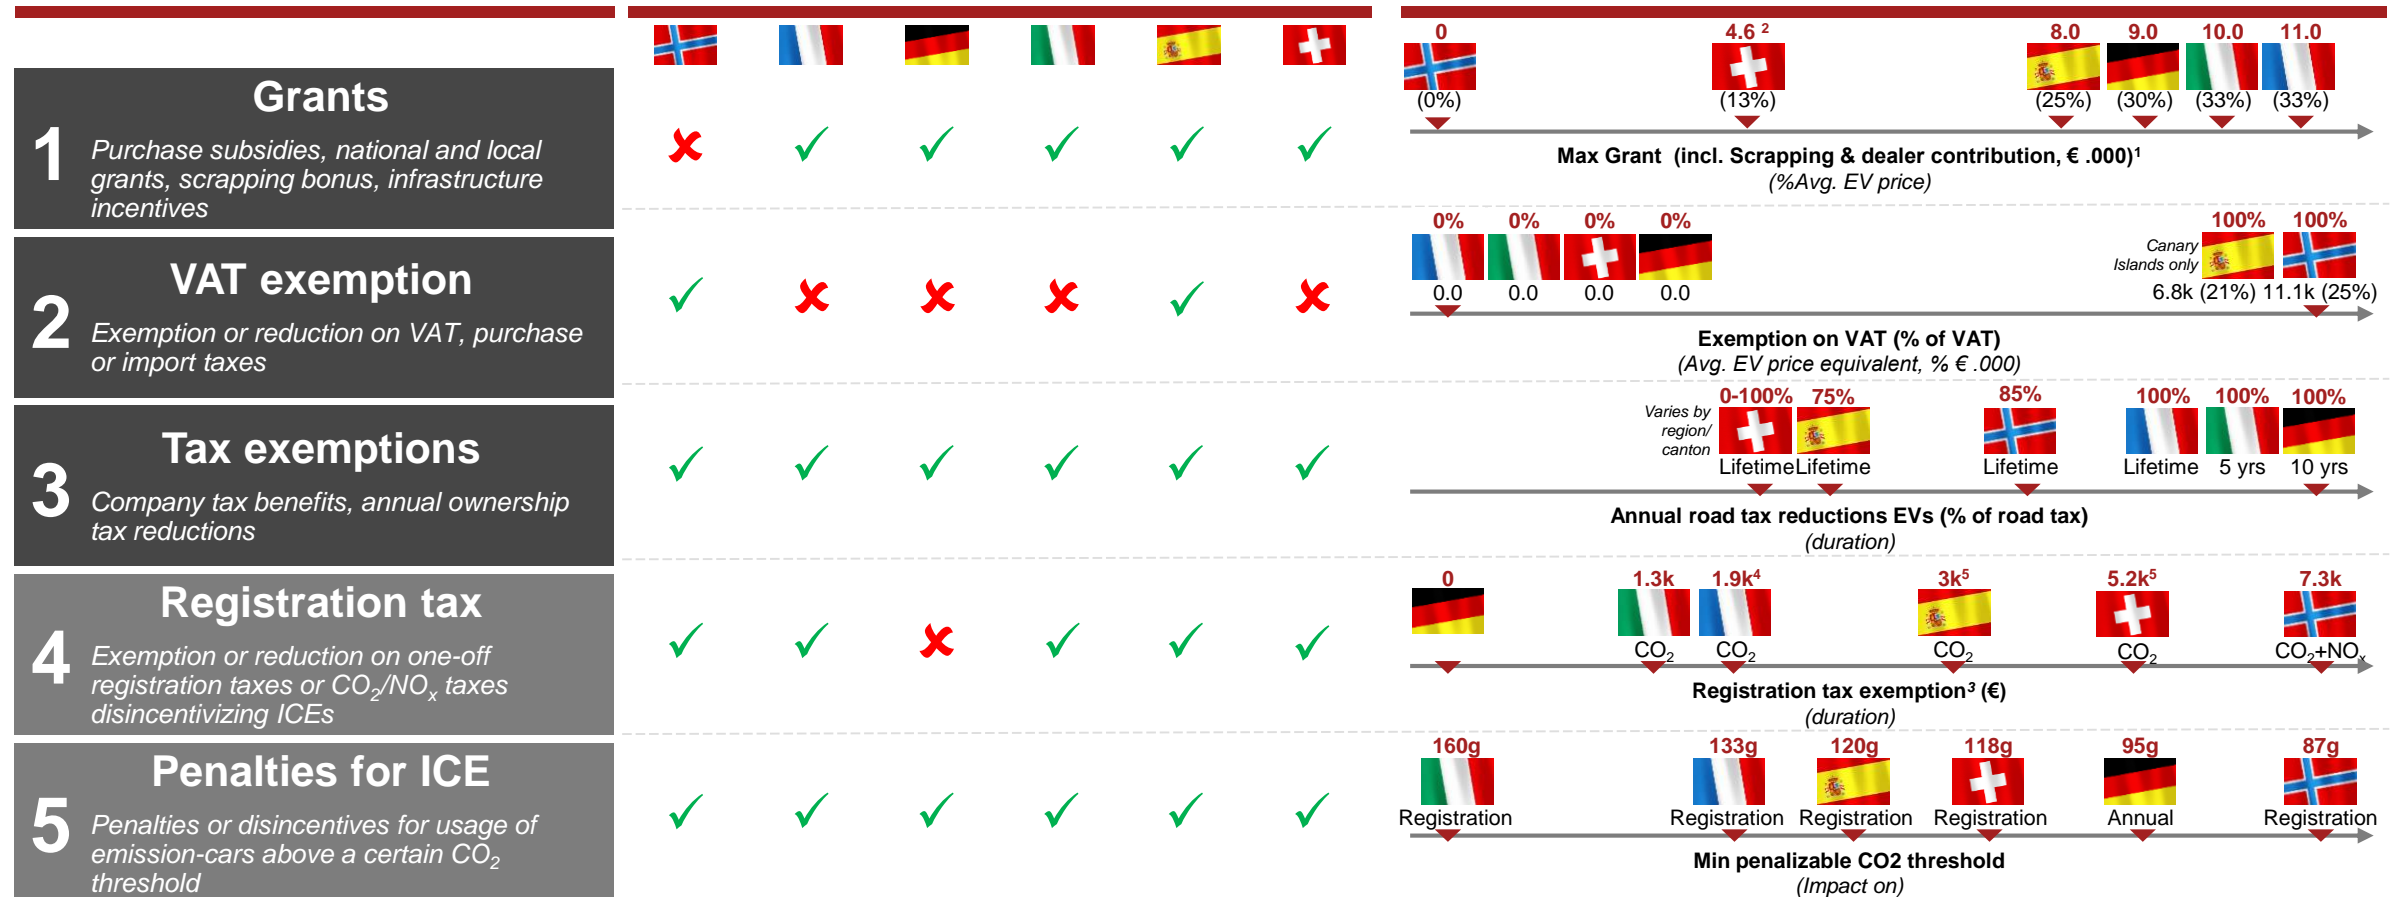 Grants
1
Purchase subsidies, national and local
grants, scrapping bonus, infrastructure
incentives
0 4.6 2 8.0 9.0 10.0 11.0
(0%) (13%) (25%) (30%) (33%) (33%)
Max Grant (incl. Scrapping & dealer contribution, € .000)1
(%Avg. EV price)
VAT exemption
2
Exemption or reduction on VAT, purchase
or import taxes
0% 0% 0% 0% 100% 100%
Canary
Islands only
0.0 0.0 0.0 0.0 6.8k (21%) 11.1k (25%)
Exemption on VAT (% of VAT)
(Avg. EV price equivalent, % € .000)
Tax exemptions
3
Company tax benefits, annual ownership
tax reductions
0-100% 75% 85% 100% 100% 100%
Varies by
region/
canton
Lifetime Lifetime Lifetime Lifetime 5 yrs 10 yrs
Annual road tax reductions EVs (% of road tax)
(duration)
Registration tax
4
Exemption or reduction on one-off
registration taxes or CO2/NOx taxes
disincentivizing ICEs
0 1.3k 1.9k4 3k5 5.2k5 7.3k
CO2 CO2 CO2 CO2 CO2+NOx
Registration tax exemption3 (€)
(duration)
Penalties for ICE
5
Penalties or disincentives for usage of
emission-cars above a certain CO2
threshold
160g 133g 120g 118g 95g 87g
Registration Registration Registration Registration Annual Registration
Min penalizable CO2 threshold
(Impact on)